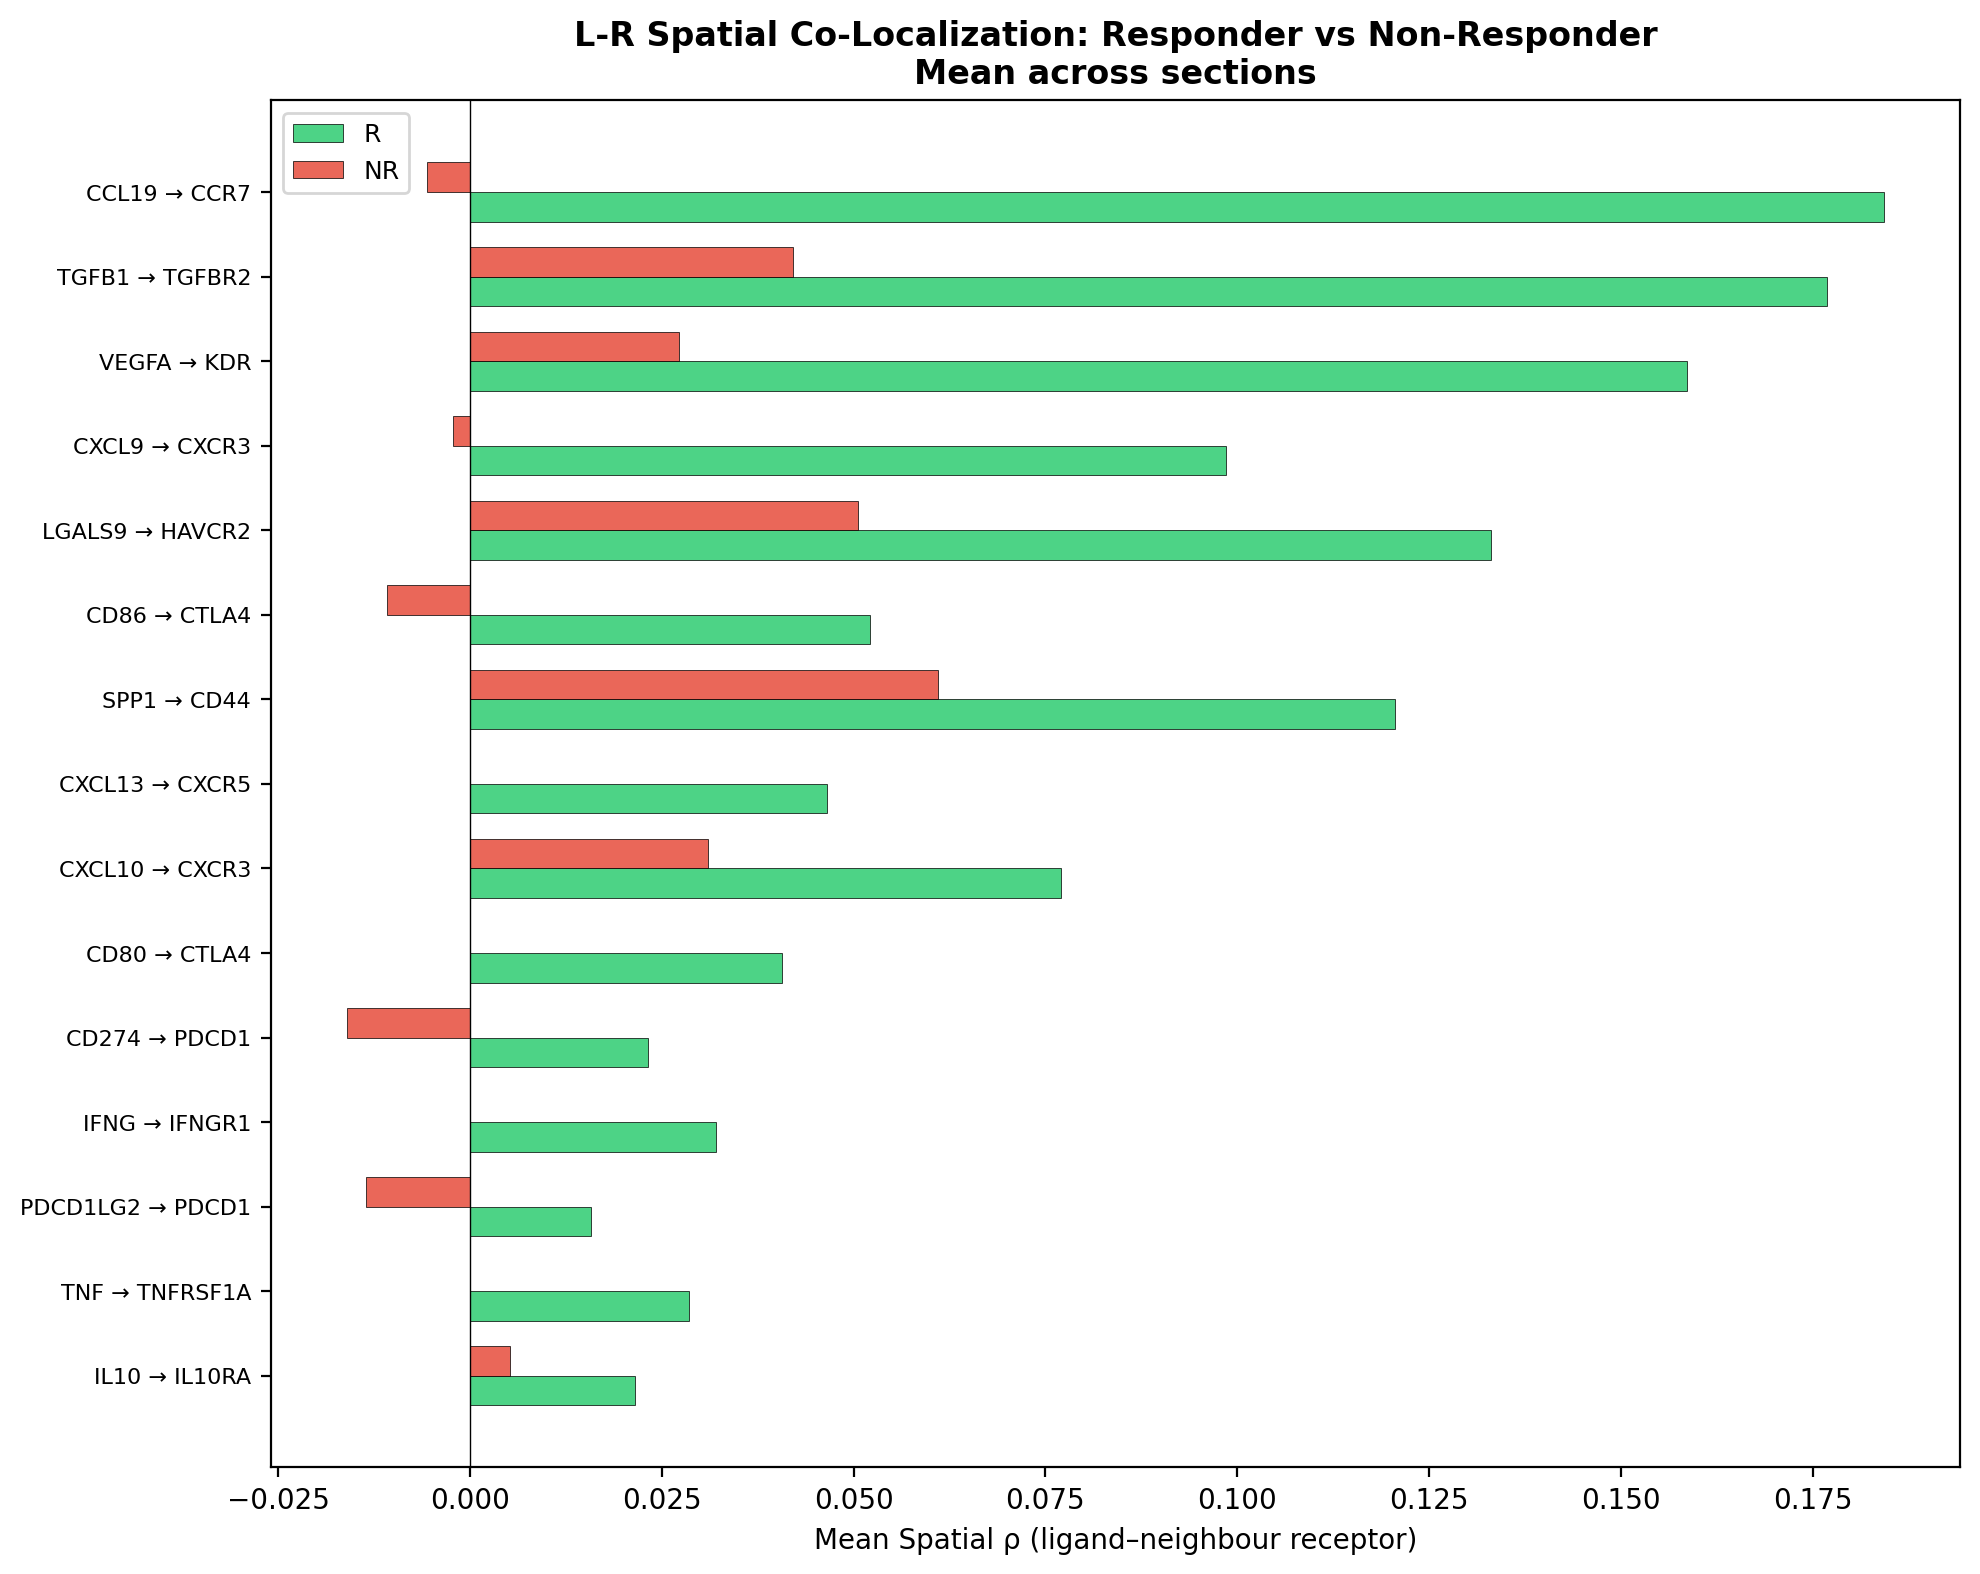 L-R Spatial Co-Localization: Responder vs Non-Responder
Mean across sections
R
NR
CCL19 → CCR7
TGFB1 → TGFBR2
VEGFA → KDR
CXCL9 → CXCR3
LGALS9 → HAVCR2
CD86 → CTLA4
SPP1 → CD44
CXCL13 → CXCR5
CXCL10 → CXCR3
CD80 → CTLA4
CD274 → PDCD1
IFNG → IFNGR1
PDCD1LG2 → PDCD1
TNF → TNFRSF1A
IL10 → IL10RA
−0.025 0.000 0.025 0.050 0.075 0.100 0.125 0.150 0.175
Mean Spatial ρ (ligand–neighbour receptor)